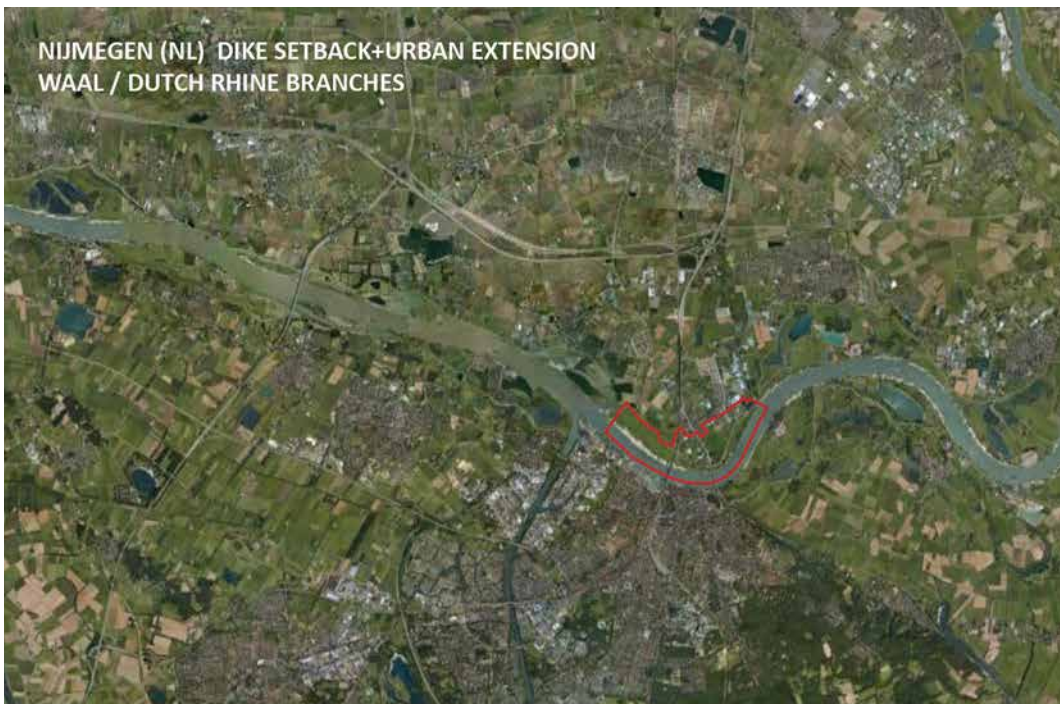 NIJMEGEN (NL) DIKE SETBACK+URBAN EXTENSION
WAAL / DUTCH RHINE BRANCHES